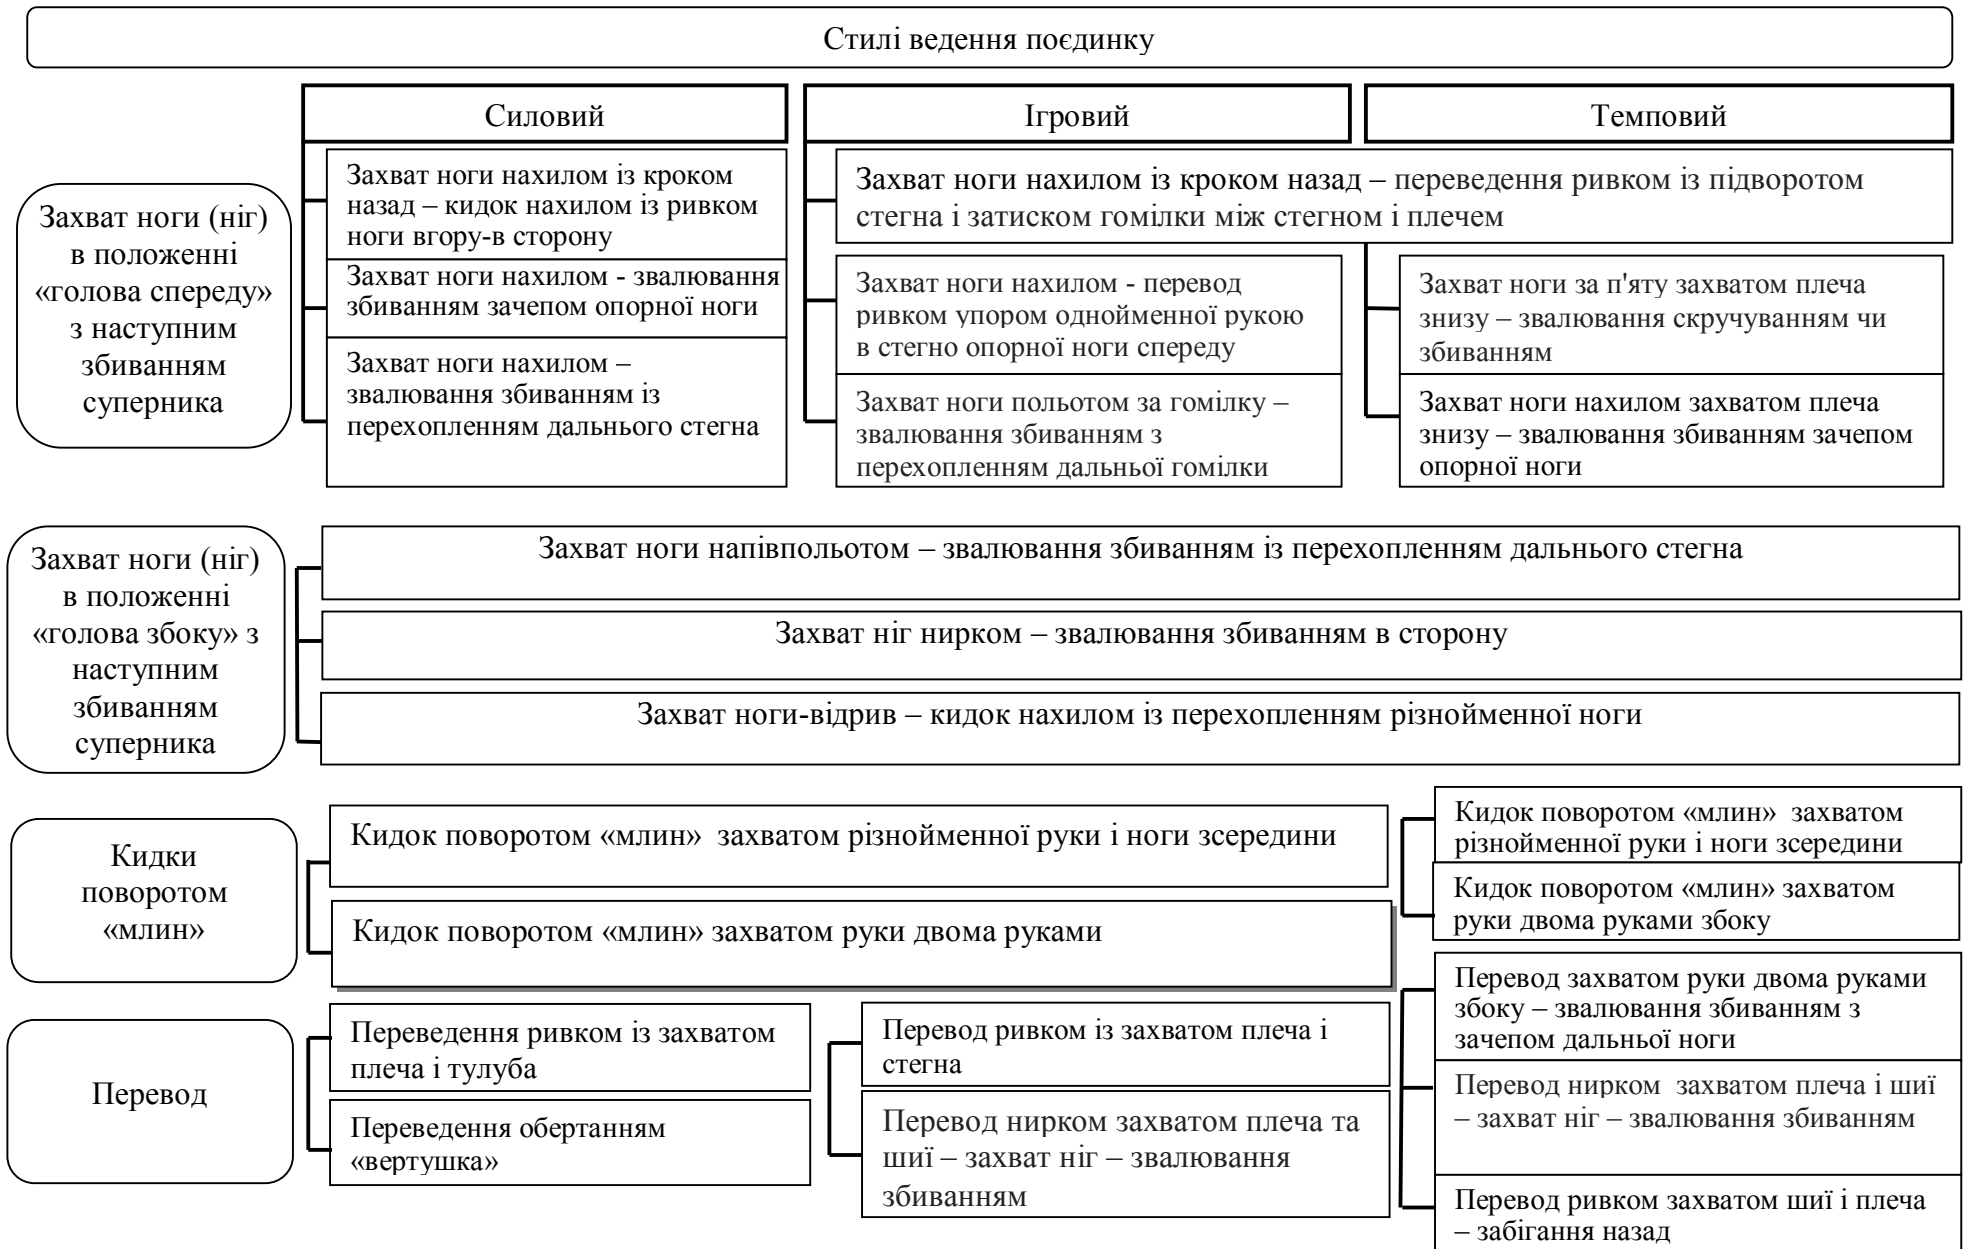 Стилі ведення поєдинку
Силовий
Ігровий
Темповий
Захват ноги (ніг)
в положенні
«голова спереду»
з наступним
збиванням
суперника
Захват ноги нахилом із кроком
назад – кидок нахилом із ривком
ноги вгору-в сторону
Захват ноги нахилом - звалювання
збиванням зачепом опорної ноги
Захват ноги нахилом –
звалювання збиванням із
перехопленням дальнього стегна
Захват ноги нахилом із кроком назад – переведення ривком із підворотом
стегна і затиском гомілки між стегном і плечем
Захват ноги нахилом - перевод
ривком упором однойменної рукою
в стегно опорної ноги спереду
Захват ноги польотом за гомілку –
звалювання збиванням з
перехопленням дальньої гомілки
Захват ноги за п'яту захватом плеча
знизу – звалювання скручуванням чи
збиванням
Захват ноги нахилом захватом плеча
знизу – звалювання збиванням зачепом
опорної ноги
Захват ноги (ніг)
в положенні
«голова збоку» з
наступним
збиванням
суперника
Захват ноги напівпольотом – звалювання збиванням із перехопленням дальнього стегна
Захват ніг нирком – звалювання збиванням в сторону
Захват ноги-відрив – кидок нахилом із перехопленням різнойменної ноги
Кидки
поворотом
«млин»
Кидок поворотом «млин»  захватом різнойменної руки і ноги зсередини
Кидок поворотом «млин» захватом руки двома руками
Кидок поворотом «млин»  захватом
різнойменної руки і ноги зсередини
Кидок поворотом «млин» захватом
руки двома руками збоку
Перевод
Переведення ривком із захватом
плеча і тулуба
Переведення обертанням
«вертушка»
Перевод ривком із захватом плеча і
стегна
Перевод нирком захватом плеча та
шиї – захват ніг – звалювання
збиванням
Перевод захватом руки двома руками
збоку – звалювання збиванням з
зачепом дальньої ноги
Перевод нирком  захватом плеча і шиї
– захват ніг – звалювання збиванням
Перевод ривком захватом шиї і плеча
– забігання назад